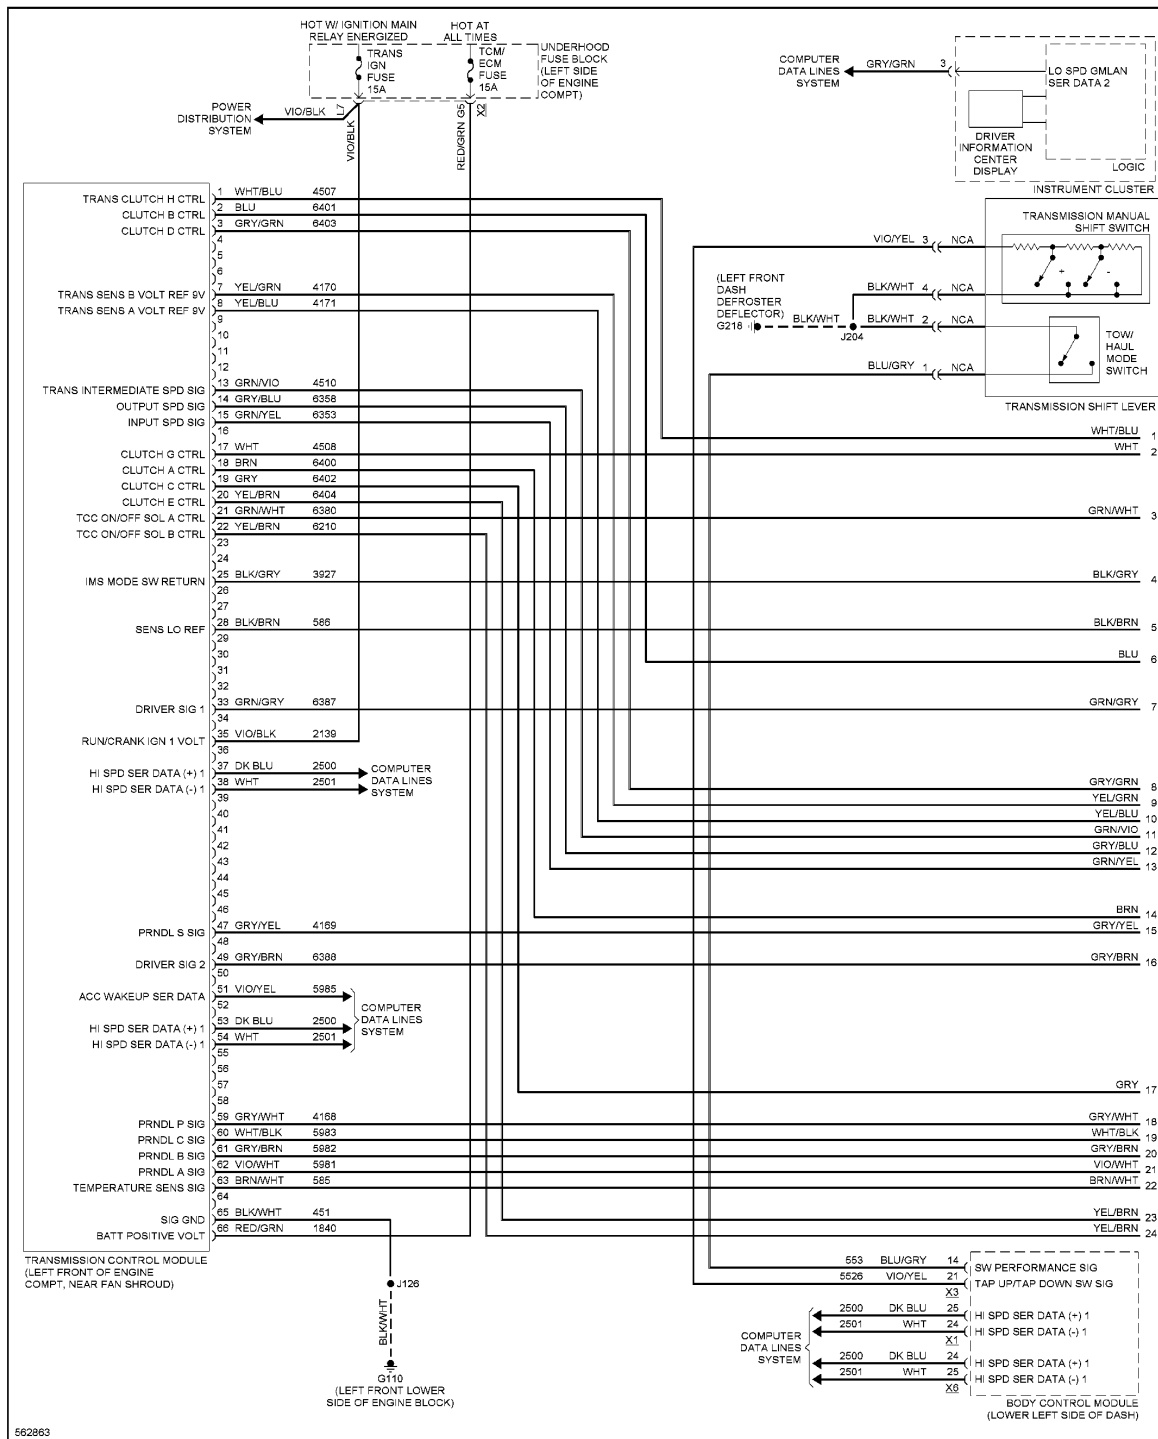 HOT W/ IGNITION MAIN
RELAY ENERGIZED
HOT AT
ALL TIMES
TRANS
IGN
FUSE
15A
TCM/
ECM
FUSE
15A
UNDERHOOD
FUSE BLOCK
(LEFT SIDE
OF ENGINE
COMPT)
POWER
DISTRIBUTION
SYSTEM
VIO/BLK
L7
VIO/BLK
RED/GRN G5
X2
COMPUTER
DATA LINES
SYSTEM
GRY/GRN 3
LO SPD GMLAN
SER DATA 2
DRIVER
INFORMATION
CENTER
DISPLAY
LOGIC
INSTRUMENT CLUSTER
TRANSMISSION MANUAL
SHIFT SWITCH
VIO/YEL 3 NCA
+ -
(LEFT FRONT
DASH
DEFROSTER
DEFLECTOR)
G218
BLK/WHT
J204
BLK/WHT 4 NCA
BLK/WHT 2 NCA
BLU/GRY 1 NCA
TOW/
HAUL
MODE
SWITCH
TRANSMISSION SHIFT LEVER
TRANS CLUTCH H CTRL 1 WHT/BLU 4507
CLUTCH B CTRL 2 BLU 6401
CLUTCH D CTRL 3 GRY/GRN 6403
4
5
6
TRANS SENS B VOLT REF 9V 7 YEL/GRN 4170
TRANS SENS A VOLT REF 9V 8 YEL/BLU 4171
9
10
11
12
TRANS INTERMEDIATE SPD SIG 13 GRN/VIO 4510
OUTPUT SPD SIG 14 GRY/BLU 6358
INPUT SPD SIG 15 GRN/YEL 6353
16
CLUTCH G CTRL 17 WHT 4508
CLUTCH A CTRL 18 BRN 6400
CLUTCH C CTRL 19 GRY 6402
CLUTCH E CTRL 20 YEL/BRN 6404
TCC ON/OFF SOL A CTRL 21 GRN/WHT 6380
TCC ON/OFF SOL B CTRL 22 YEL/BRN 6210
23
24
IMS MODE SW RETURN 25 BLK/GRY 3927
26
27
SENS LO REF 28 BLK/BRN 586
29
30
31
32
DRIVER SIG 1 33 GRN/GRY 6387
34
RUN/CRANK IGN 1 VOLT 35 VIO/BLK 2139
36
HI SPD SER DATA (+) 1 37 DK BLU 2500
HI SPD SER DATA (-) 1 38 WHT 2501
COMPUTER
DATA LINES
SYSTEM
39
40
41
42
43
44
45
46
PRNDL S SIG 47 GRY/YEL 4169
48
DRIVER SIG 2 49 GRY/BRN 6388
50
ACC WAKEUP SER DATA 51 VIO/YEL 5985
52
HI SPD SER DATA (+) 1 53 DK BLU 2500
HI SPD SER DATA (-) 1 54 WHT 2501
COMPUTER
DATA LINES
SYSTEM
55
56
57
58
PRNDL P SIG 59 GRY/WHT 4168
PRNDL C SIG 60 WHT/BLK 5983
PRNDL B SIG 61 GRY/BRN 5982
PRNDL A SIG 62 VIO/WHT 5981
TEMPERATURE SENS SIG 63 BRN/WHT 585
64
SIG GND 65 BLK/WHT 451
BATT POSITIVE VOLT 66 RED/GRN 1840
TRANSMISSION CONTROL MODULE
(LEFT FRONT OF ENGINE
COMPT, NEAR FAN SHROUD)
J126
BLK/WHT
G110
(LEFT FRONT LOWER
SIDE OF ENGINE BLOCK)
WHT/BLU 1
WHT 2
GRN/WHT 3
BLK/GRY 4
BLK/BRN 5
BLU 6
GRN/GRY 7
GRY/GRN 8
YEL/GRN 9
YEL/BLU 10
GRN/VIO 11
GRY/BLU 12
GRN/YEL 13
BRN 14
GRY/YEL 15
GRY/BRN 16
GRY 17
GRY/WHT 18
WHT/BLK 19
GRY/BRN 20
VIO/WHT 21
BRN/WHT 22
YEL/BRN 23
YEL/BRN 24
553 BLU/GRY 14 SW PERFORMANCE SIG
5526 VIO/YEL 21 TAP UP/TAP DOWN SW SIG
X3
2500 DK BLU 25 HI SPD SER DATA (+) 1
2501 WHT 24 HI SPD SER DATA (-) 1
X1
COMPUTER
DATA LINES
SYSTEM
2500 DK BLU 24 HI SPD SER DATA (+) 1
2501 WHT 25 HI SPD SER DATA (-) 1
X6
BODY CONTROL MODULE
(LOWER LEFT SIDE OF DASH)
562863